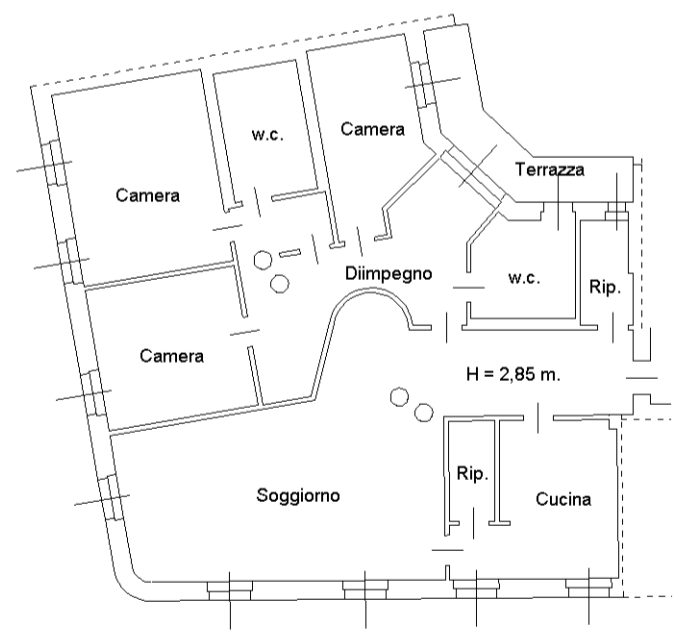 w.c.
Camera
Camera
Terrazza
Diimpegno
w.c.
Rip.
Camera
H = 2,85 m.
Rip.
Soggiorno
Cucina